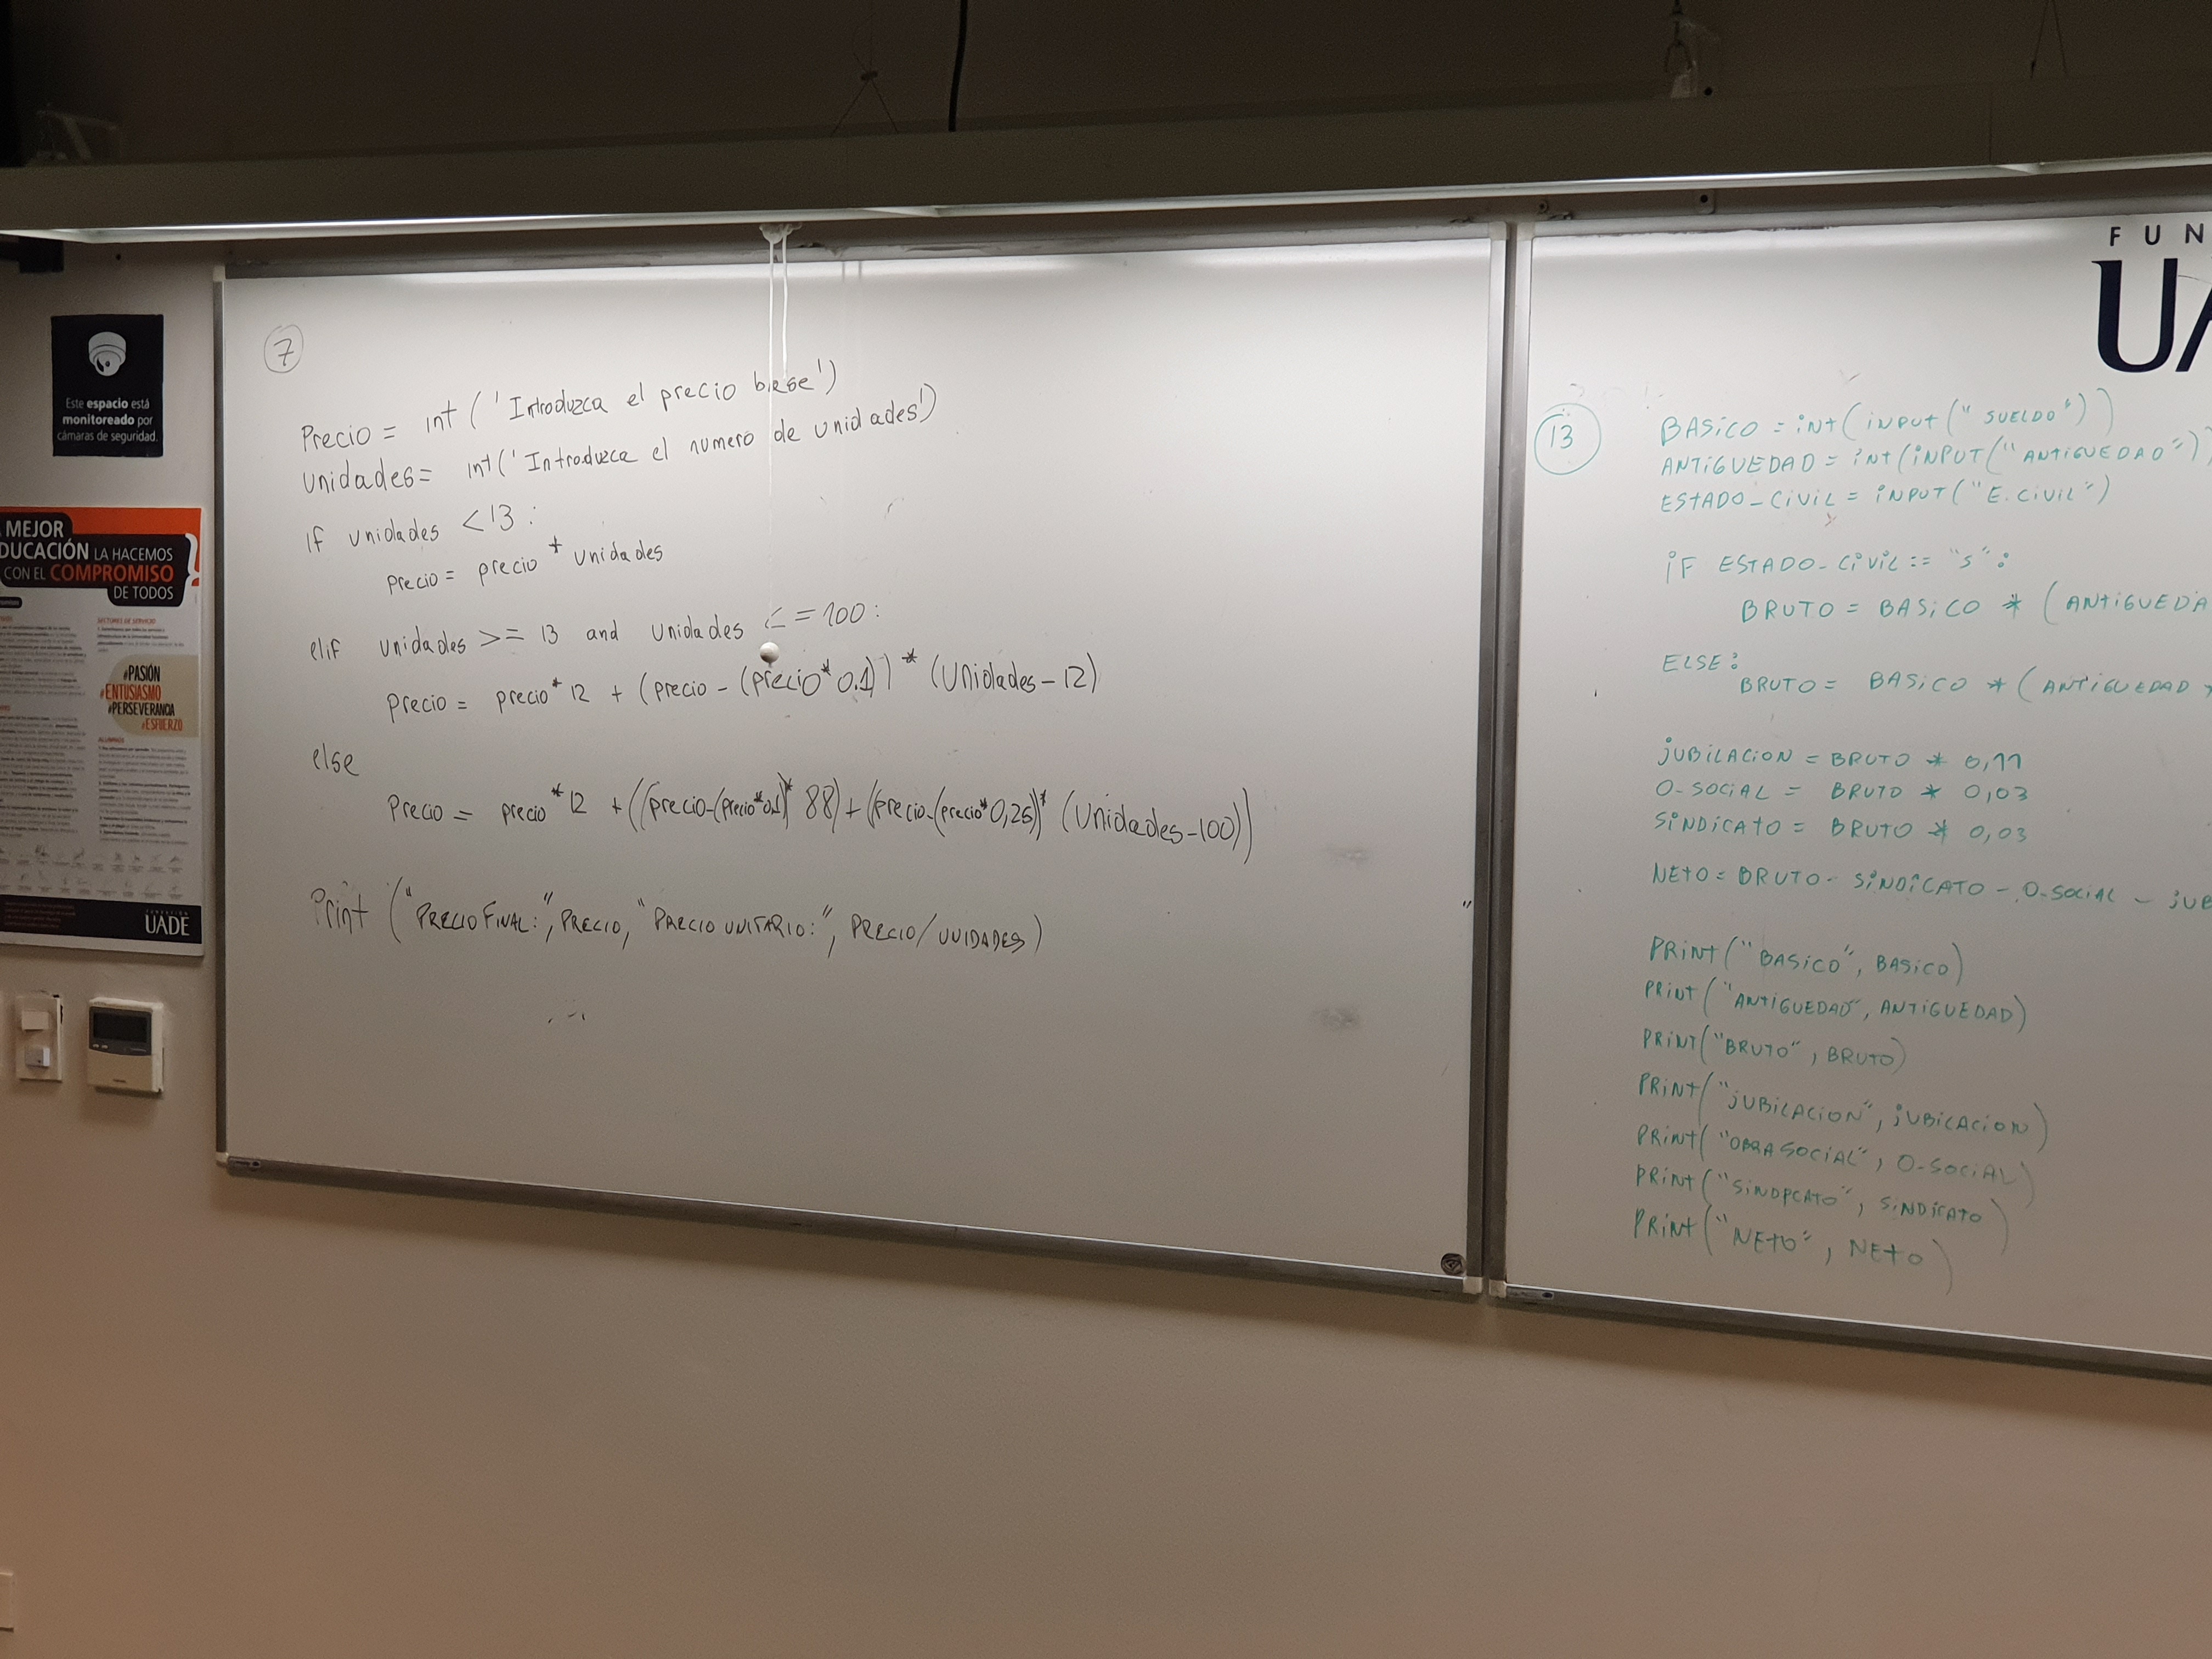 Este espacio está
monitoreado por
cámaras de seguridad.
MEJOR
DUCACIÓN LA HACEMOS
CON EL COMPROMISO
DE TODOS
#PASIÓN
#ENTUSIASMO
#PERSEVERANCIA
#ESFUERZO
UADE
7
Precio = int ('Introduzca el precio base')
Unidades= int ('Introduzca el numero de unidades')
if unidades <13 :
precio = precio * unidades
elif unidades >= 13 and unidades <=100 :
precio = precio*12 + (precio - (precio*0.1)) * (Unidades-12)
else
Precio = precio*12 +((precio-(precio*0.1)* 88)+(precio-(precio*0,25))* (Unidades-100))
Print ("PRECIO FINAL:", PRECIO, "PRECIO UNITARIO:", PRECIO/UNIDADES)
FUN
UA
13
BASiCO = int(iNPUT(" SUELDO"))
ANTiGUEDAD = int(iNPUT("ANTiGUEDAD"))
ESTADO_CiViL = iNPUT("E.CiViL")
iF ESTADO_CiViL == "s":
BRUTO = BASiCO * (ANTiGUEDA
ELSE:
BRUTO = BASiCO * (ANTiGUEDAD *
jUBiLACiON = BRUTO * 0,11
O_SOCiAL = BRUTO * 0,03
SiNDiCATO = BRUTO * 0,03
NETO = BRUTO - SiNDiCATO - O_SOCiAL - jUB
PRiNt("BASiCO", BASiCO)
PRiNt("ANtiGUEDAD", ANTiGUEDAD)
PRiNT("BRUTO", BRUTO)
PRiNt("jUBiLACiON", jUBiLACiON)
PRiNt("OBRA SOCiAL", O_SOCiAL)
PRiNt("SiNDPCATO", SiNDiCATO)
PRiNt("NEtO", NEtO)